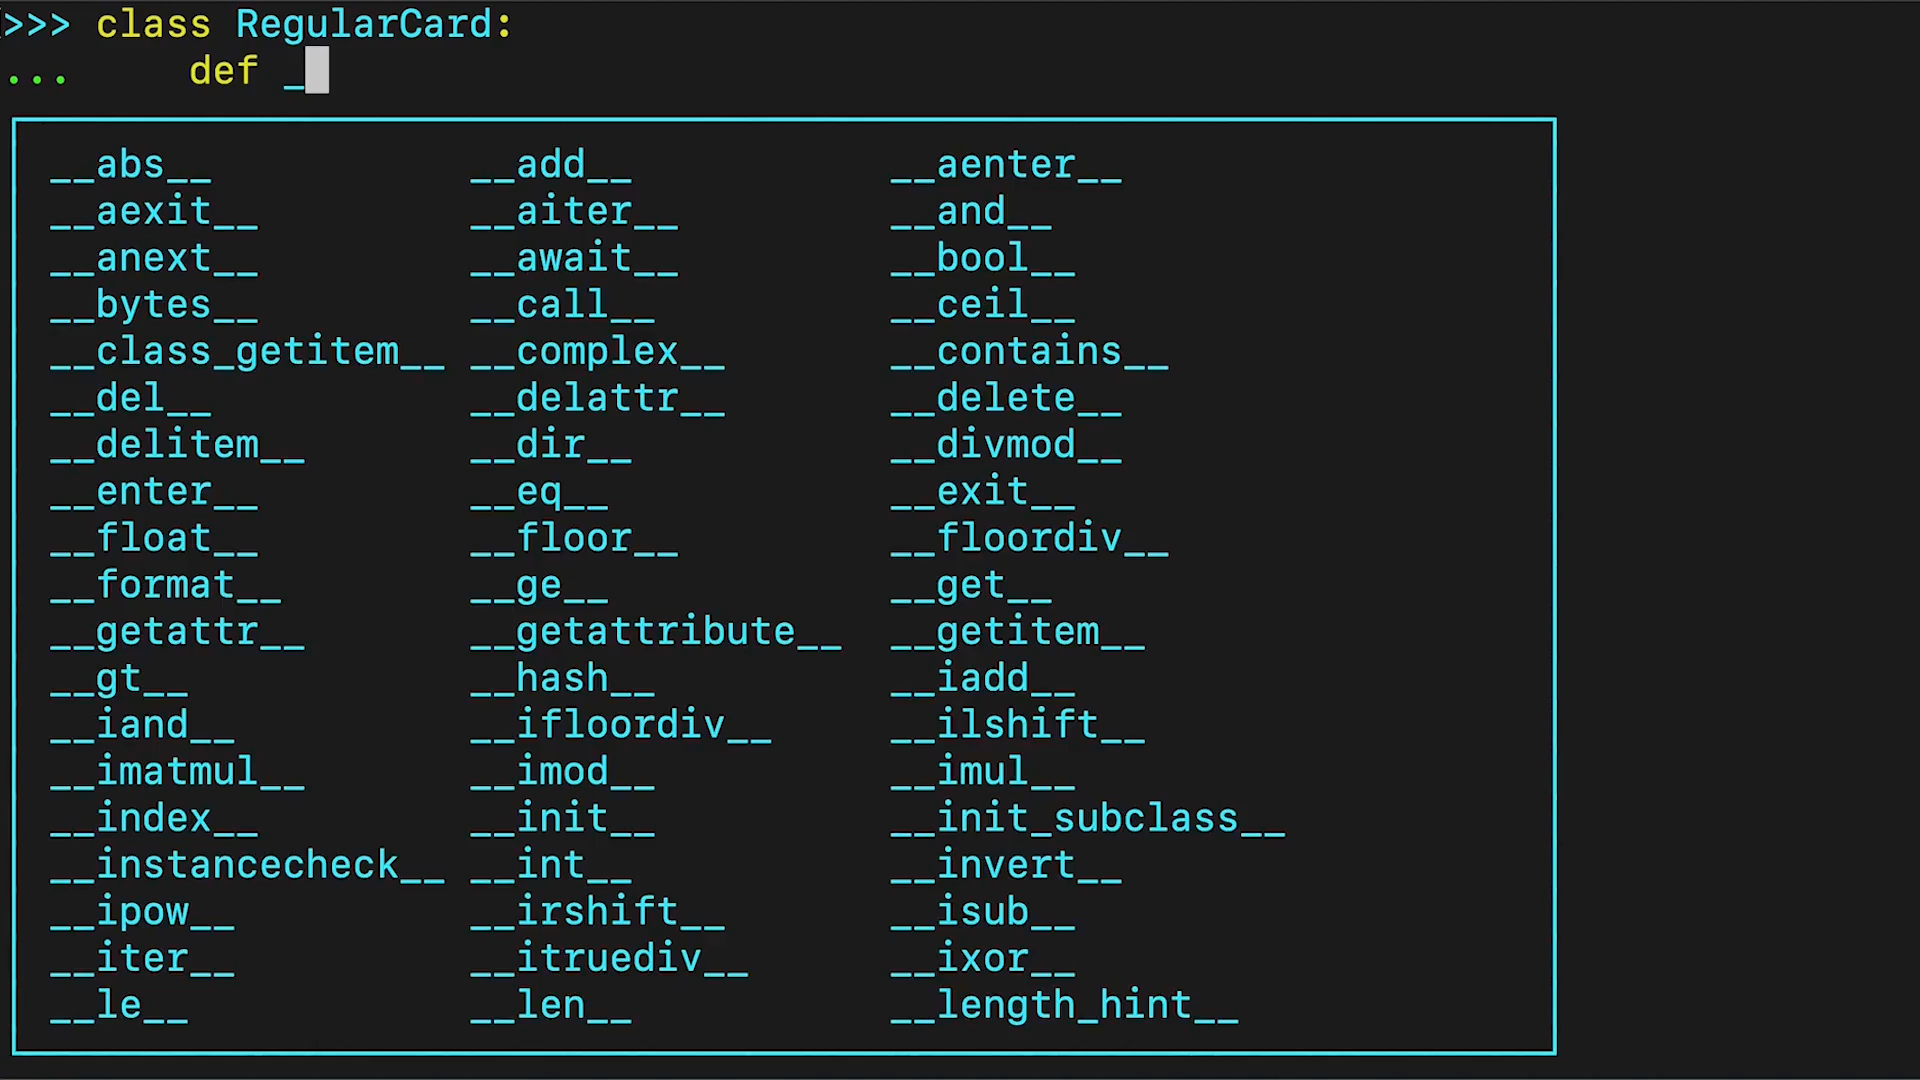 >>> class RegularCard:
...     def _
__abs__ __add__ __aenter__
__aexit__ __aiter__ __and__
__anext__ __await__ __bool__
__bytes__ __call__ __ceil__
__class_getitem__ __complex__ __contains__
__del__ __delattr__ __delete__
__delitem__ __dir__ __divmod__
__enter__ __eq__ __exit__
__float__ __floor__ __floordiv__
__format__ __ge__ __get__
__getattr__ __getattribute__ __getitem__
__gt__ __hash__ __iadd__
__iand__ __ifloordiv__ __ilshift__
__imatmul__ __imod__ __imul__
__index__ __init__ __init_subclass__
__instancecheck__ __int__ __invert__
__ipow__ __irshift__ __isub__
__iter__ __itruediv__ __ixor__
__le__ __len__ __length_hint__